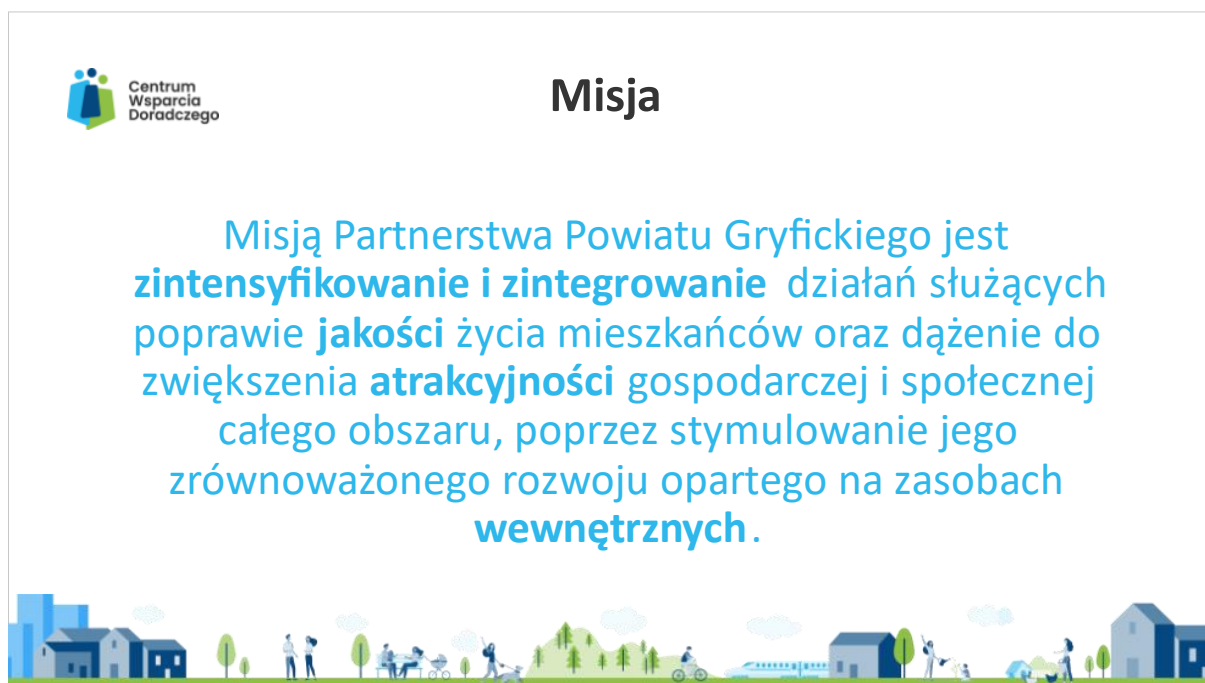 Centrum
Wsparcia
Doradczego
Misja
Misją Partnerstwa Powiatu Gryfickiego jest
zintensyfikowanie i zintegrowanie działań służących
poprawie jakości życia mieszkańców oraz dążenie do
zwiększenia atrakcyjności gospodarczej i społecznej
całego obszaru, poprzez stymulowanie jego
zrównoważonego rozwoju opartego na zasobach
wewnętrznych.